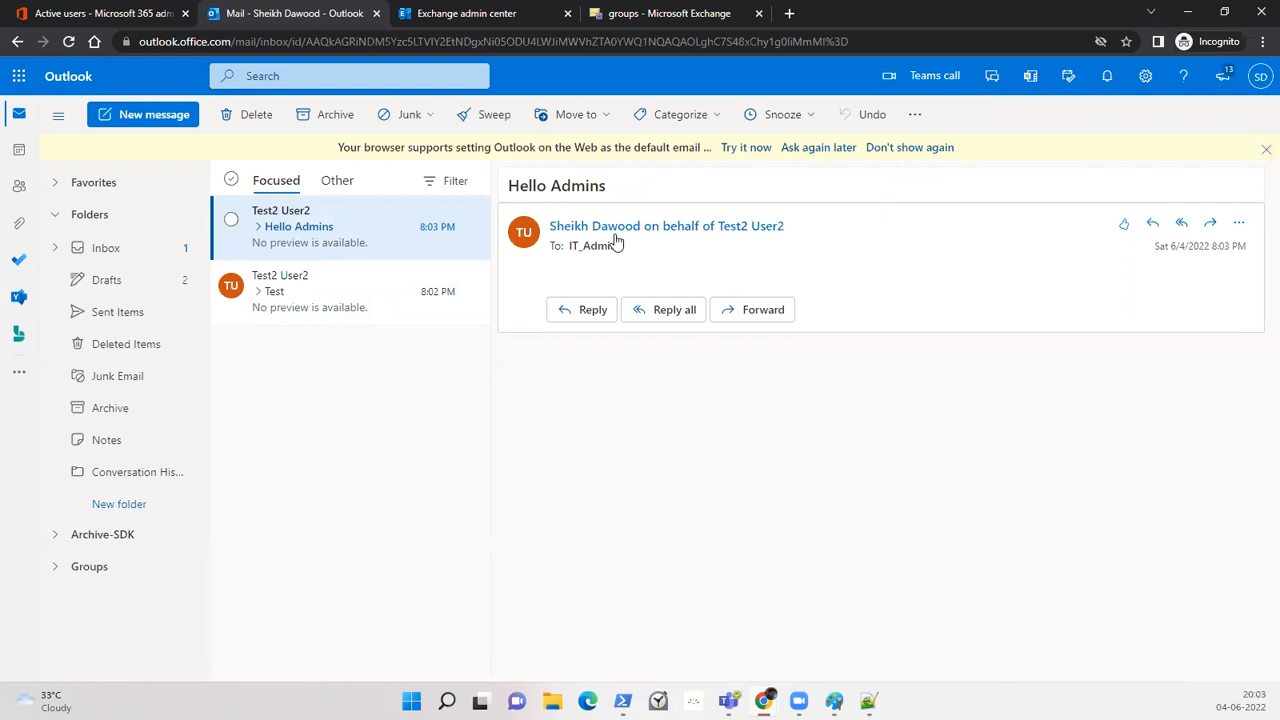 Active users - Microsoft 365 adm
Mail - Sheikh Dawood - Outlook
Exchange admin center
groups - Microsoft Exchange
outlook.office.com/mail/inbox/id/AAQkAGRiNDM5Yzc5LTVlY2EtNDgxNi05ODU4LWJiMWVhZTA0YWQ1NQAQAOLghC7S48xChy1g0liMmMI%3D
Incognito
Outlook
Search
Teams call
13
SD
New message
Delete
Archive
Junk
Sweep
Move to
Categorize
Snooze
Undo
Your browser supports setting Outlook on the Web as the default email ...
Try it now
Ask again later
Don't show again
Favorites
Folders
Inbox
1
Drafts
2
Sent Items
Deleted Items
Junk Email
Archive
Notes
Conversation His...
New folder
Archive-SDK
Groups
Focused
Other
Filter
Test2 User2
Hello Admins
8:03 PM
No preview is available.
TU
Test2 User2
Test
8:02 PM
No preview is available.
Hello Admins
TU
Sheikh Dawood on behalf of Test2 User2
To: IT_Admi
Sat 6/4/2022 8:03 PM
Reply
Reply all
Forward
33°C
Cloudy
20:03
04-06-2022